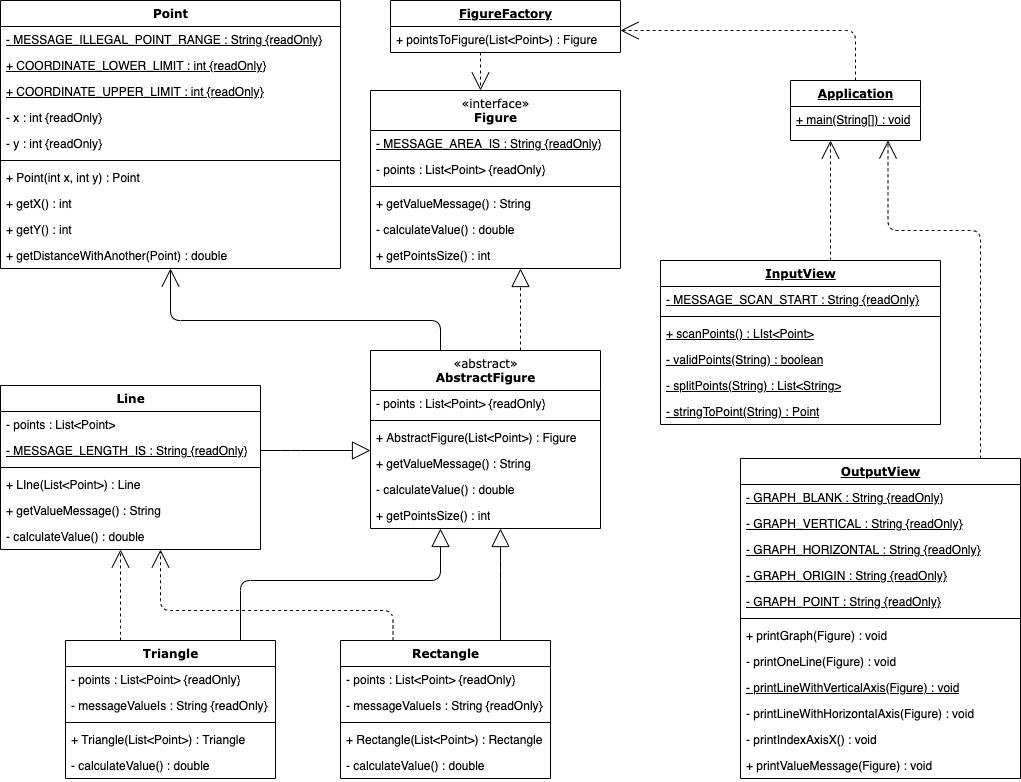 Point
- MESSAGE_ILLEGAL_POINT_RANGE : String {readOnly}
+ COORDINATE_LOWER_LIMIT : int {readOnly}
+ COORDINATE_UPPER_LIMIT : int {readOnly}
- x : int {readOnly}
- y : int {readOnly}
+ Point(int x, int y) : Point
+ getX() : int
+ getY() : int
+ getDistanceWithAnother(Point) : double
FigureFactory
+ pointsToFigure(List<Point>) : Figure
«interface»
Figure
- MESSAGE_AREA_IS : String {readOnly}
- points : List<Point> {readOnly}
+ getValueMessage() : String
- calculateValue() : double
+ getPointsSize() : int
Application
+ main(String[]) : void
InputView
- MESSAGE_SCAN_START : String {readOnly}
+ scanPoints() : LIst<Point>
- validPoints(String) : boolean
- splitPoints(String) : List<String>
- stringToPoint(String) : Point
«abstract»
AbstractFigure
- points : List<Point> {readOnly}
+ AbstractFigure(List<Point>) : Figure
+ getValueMessage() : String
- calculateValue() : double
+ getPointsSize() : int
Line
- points : List<Point>
- MESSAGE_LENGTH_IS : String {readOnly}
+ LIne(List<Point>) : Line
+ getValueMessage() : String
- calculateValue() : double
OutputView
- GRAPH_BLANK : String {readOnly}
- GRAPH_VERTICAL : String {readOnly}
- GRAPH_HORIZONTAL : String {readOnly}
- GRAPH_ORIGIN : String {readOnly}
- GRAPH_POINT : String {readOnly}
+ printGraph(Figure) : void
- printOneLine(Figure) : void
- printLineWithVerticalAxis(Figure) : void
- printLineWithHorizontalAxis(Figure) : void
- printIndexAxisX() : void
+ printValueMessage(Figure) : void
Triangle
- points : List<Point> {readOnly}
- messageValueIs : String {readOnly}
+ Triangle(List<Point>) : Triangle
- calculateValue() : double
Rectangle
- points : List<Point> {readOnly}
- messageValueIs : String {readOnly}
+ Rectangle(List<Point>) : Rectangle
- calculateValue() : double